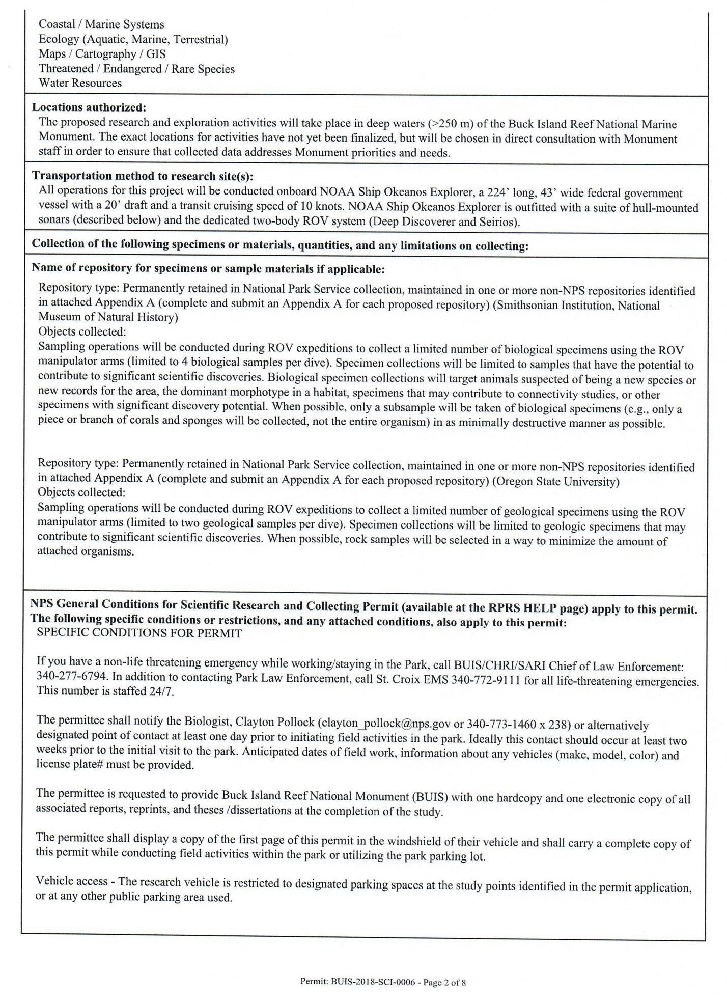 Coastal / Marine Systems
Ecology (Aquatic, Marine, Terrestrial)
Maps / Cartography / GIS
Threatened / Endangered / Rare Species
Water Resources
Locations authorized:
The proposed research and exploration activities will take place in deep waters (>250 m) of the Buck Island Reef National Marine
Monument. The exact locations for activities have not yet been finalized, but will be chosen in direct consultation with Monument
staff in order to ensure that collected data addresses Monument priorities and needs.
Transportation method to research site(s):
All operations for this project will be conducted onboard NOAA Ship Okeanos Explorer, a 224’ long, 43’ wide federal government
vessel with a 20’ draft and a transit cruising speed of 10 knots. NOAA Ship Okeanos Explorer is outfitted with a suite of hull-mounted
sonars (described below) and the dedicated two-body ROV system (Deep Discoverer and Seirios).
Collection of the following specimens or materials, quantities, and any limitations on collecting:
Name of repository for specimens or sample materials if applicable:
Repository type: Permanently retained in National Park Service collection, maintained in one or more non-NPS repositories identified
in attached Appendix A (complete and submit an Appendix A for each proposed repository) (Smithsonian Institution, National
Museum of Natural History)
Objects collected:
Sampling operations will be conducted during ROV expeditions to collect a limited number of biological specimens using the ROV
manipulator arms (limited to 4 biological samples per dive). Specimen collections will be limited to samples that have the potential to
contribute to significant scientific discoveries. Biological specimen collections will target animals suspected of being a new species or
new records for the area, the dominant morphotype in a habitat, specimens that may contribute to connectivity studies, or other
specimens with significant discovery potential. When possible, only a subsample will be taken of biological specimens (e.g., only a
piece or branch of corals and sponges will be collected, not the entire organism) in as minimally destructive manner as possible.
Repository type: Permanently retained in National Park Service collection, maintained in one or more non-NPS repositories identified
in attached Appendix A (complete and submit an Appendix A for each proposed repository) (Oregon State University)
Objects collected:
Sampling operations will be conducted during ROV expeditions to collect a limited number of geological specimens using the ROV
manipulator arms (limited to two geological samples per dive). Specimen collections will be limited to geologic specimens that may
contribute to significant scientific discoveries. When possible, rock samples will be selected in a way to minimize the amount of
attached organisms.
NPS General Conditions for Scientific Research and Collecting Permit (available at the RPRS HELP page) apply to this permit.
The following specific conditions or restrictions, and any attached conditions, also apply to this permit:
SPECIFIC CONDITIONS FOR PERMIT
If you have a non-life threatening emergency while working/staying in the Park, call BUIS/CHRI/SARI Chief of Law Enforcement:
340-277-6794. In addition to contacting Park Law Enforcement, call St. Croix EMS 340-772-9111 for all life-threatening emergencies.
This number is staffed 24/7.
The permittee shall notify the Biologist, Clayton Pollock (clayton_pollock@nps.gov or 340-773-1460 x 238) or alternatively
designated point of contact at least one day prior to initiating field activities in the park. Ideally this contact should occur at least two
weeks prior to the initial visit to the park. Anticipated dates of field work, information about any vehicles (make, model, color) and
license plate# must be provided.
The permittee is requested to provide Buck Island Reef National Monument (BUIS) with one hardcopy and one electronic copy of all
associated reports, reprints, and theses /dissertations at the completion of the study.
The permittee shall display a copy of the first page of this permit in the windshield of their vehicle and shall carry a complete copy of
this permit while conducting field activities within the park or utilizing the park parking lot.
Vehicle access - The research vehicle is restricted to designated parking spaces at the study points identified in the permit application,
or at any other public parking area used.
Permit: BUIS-2018-SCI-0006 - Page 2 of 8